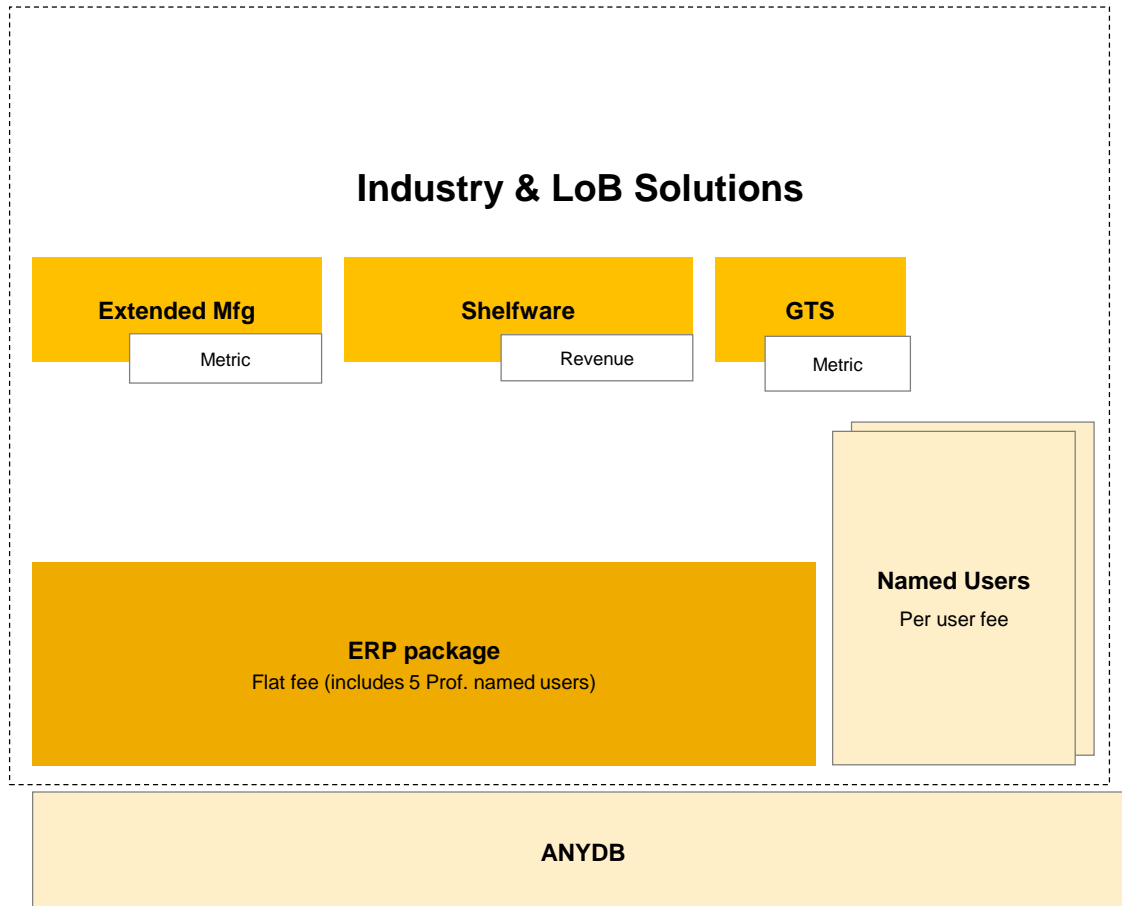 Industry & LoB Solutions
Extended Mfg
Metric
Shelfware
Revenue
GTS
Metric
Named Users
Per user fee
ERP package
Flat fee (includes 5 Prof. named users)
ANYDB